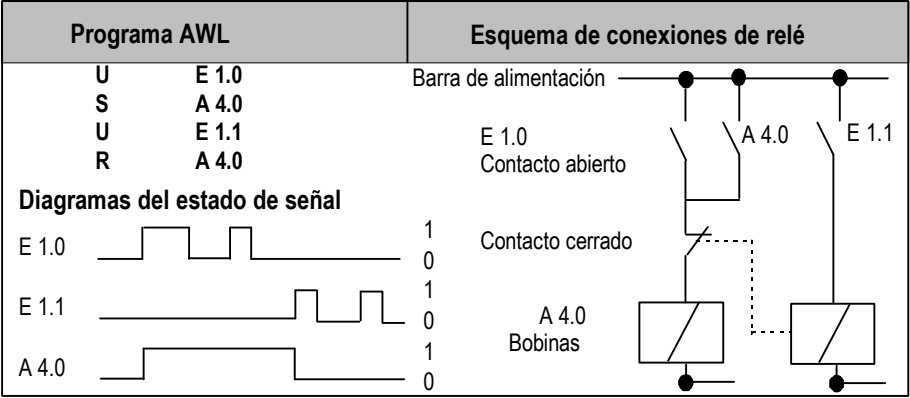 Programa AWL
Esquema de conexiones de relé
U E 1.0
S A 4.0
U E 1.1
R A 4.0
Diagramas del estado de señal
E 1.0
1
0
E 1.1
1
0
A 4.0
1
0
Barra de alimentación
E 1.0
Contacto abierto
A 4.0
E 1.1
Contacto cerrado
A 4.0
Bobinas